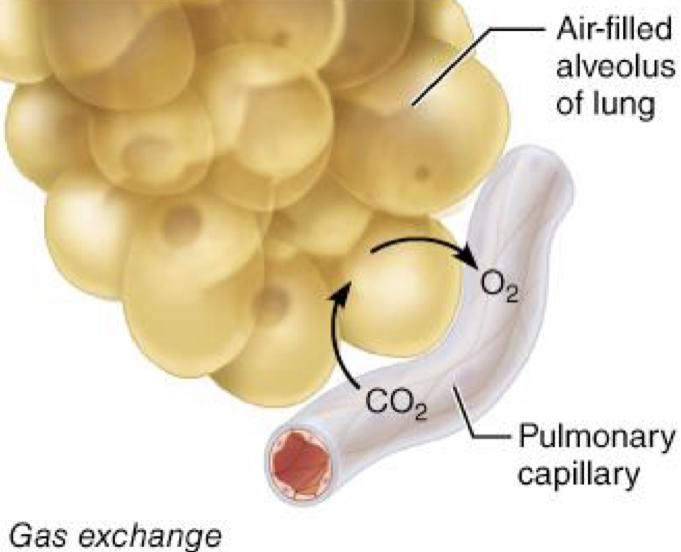 Air-filled
alveolus
of lung
O₂
CO₂
Pulmonary
capillary
Gas exchange